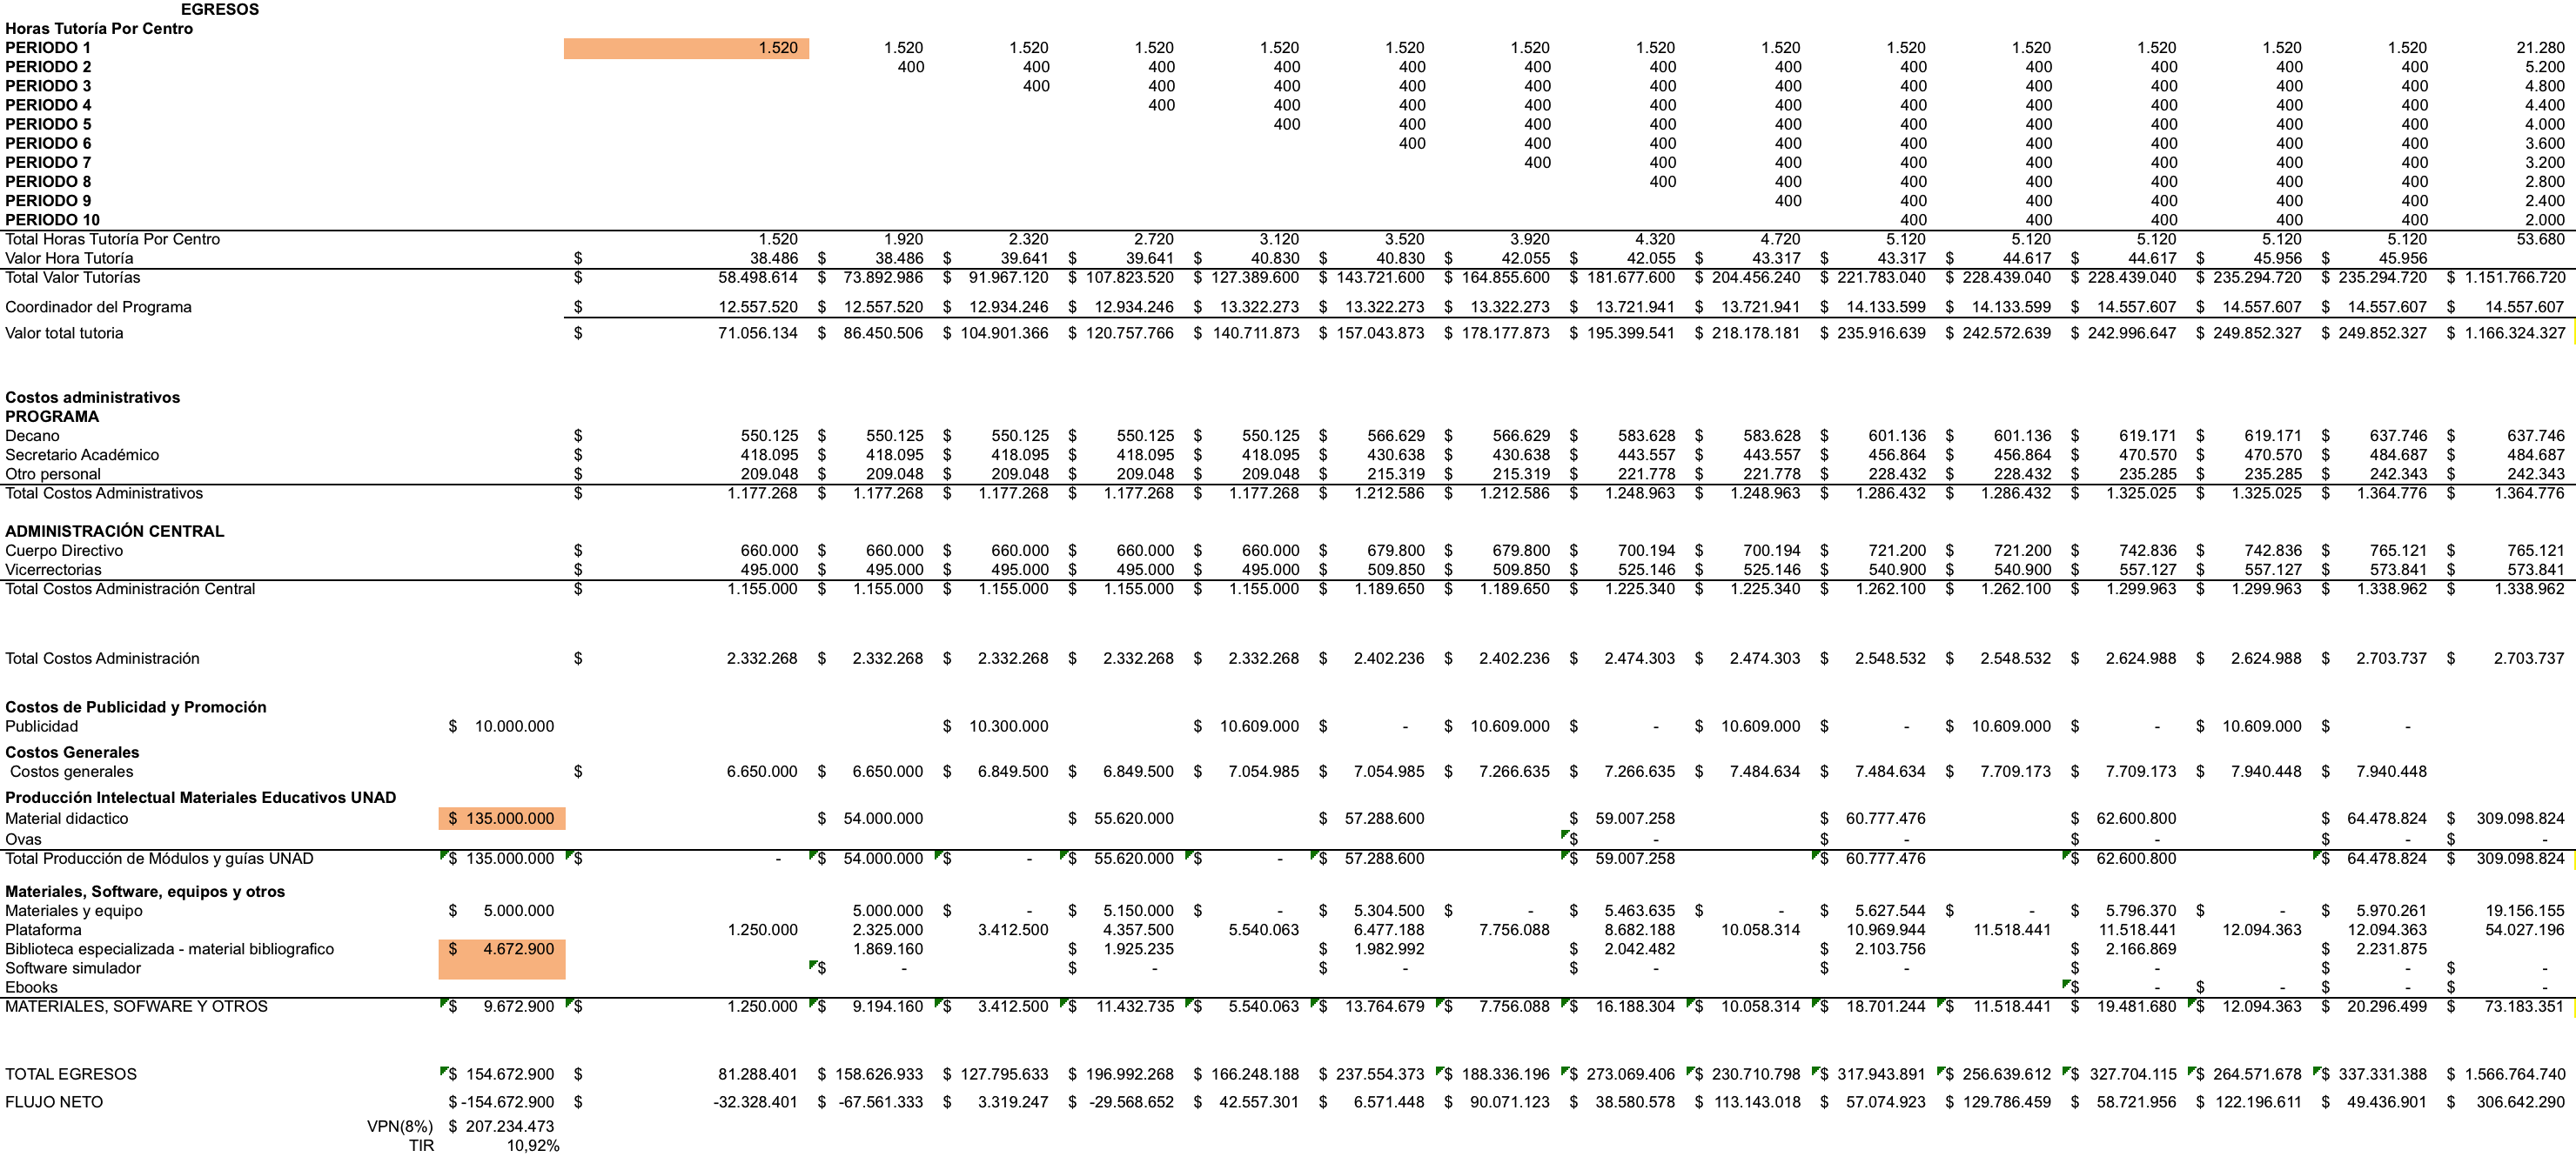 EGRESOS
Horas Tutoría Por Centro
PERIODO 1 1.520 1.520 1.520 1.520 1.520 1.520 1.520 1.520 1.520 1.520 1.520 1.520 1.520 1.520 21.280
PERIODO 2 400 400 400 400 400 400 400 400 400 400 400 400 400 5.200
PERIODO 3 400 400 400 400 400 400 400 400 400 400 400 400 4.800
PERIODO 4 400 400 400 400 400 400 400 400 400 400 400 4.400
PERIODO 5 400 400 400 400 400 400 400 400 400 400 4.000
PERIODO 6 400 400 400 400 400 400 400 400 400 3.600
PERIODO 7 400 400 400 400 400 400 400 400 3.200
PERIODO 8 400 400 400 400 400 400 400 2.800
PERIODO 9 400 400 400 400 400 400 2.400
PERIODO 10 400 400 400 400 400 2.000
Total Horas Tutoría Por Centro 1.520 1.920 2.320 2.720 3.120 3.520 3.920 4.320 4.720 5.120 5.120 5.120 5.120 5.120 53.680
Valor Hora Tutoría $ 38.486 $ 38.486 $ 39.641 $ 39.641 $ 40.830 $ 40.830 $ 42.055 $ 42.055 $ 43.317 $ 43.317 $ 44.617 $ 44.617 $ 45.956 $ 45.956
Total Valor Tutorías $ 58.498.614 $ 73.892.986 $ 91.967.120 $ 107.823.520 $ 127.389.600 $ 143.721.600 $ 164.855.600 $ 181.677.600 $ 204.456.240 $ 221.783.040 $ 228.439.040 $ 228.439.040 $ 235.294.720 $ 235.294.720 $ 1.151.766.720
Coordinador del Programa $ 12.557.520 $ 12.557.520 $ 12.934.246 $ 12.934.246 $ 13.322.273 $ 13.322.273 $ 13.322.273 $ 13.721.941 $ 13.721.941 $ 14.133.599 $ 14.133.599 $ 14.557.607 $ 14.557.607 $ 14.557.607 $ 14.557.607
Valor total tutoria $ 71.056.134 $ 86.450.506 $ 104.901.366 $ 120.757.766 $ 140.711.873 $ 157.043.873 $ 178.177.873 $ 195.399.541 $ 218.178.181 $ 235.916.639 $ 242.572.639 $ 242.996.647 $ 249.852.327 $ 249.852.327 $ 1.166.324.327
Costos administrativos
PROGRAMA
Decano $ 550.125 $ 550.125 $ 550.125 $ 550.125 $ 550.125 $ 566.629 $ 566.629 $ 583.628 $ 583.628 $ 601.136 $ 601.136 $ 619.171 $ 619.171 $ 637.746 $ 637.746
Secretario Académico $ 418.095 $ 418.095 $ 418.095 $ 418.095 $ 418.095 $ 430.638 $ 430.638 $ 443.557 $ 443.557 $ 456.864 $ 456.864 $ 470.570 $ 470.570 $ 484.687 $ 484.687
Otro personal $ 209.048 $ 209.048 $ 209.048 $ 209.048 $ 209.048 $ 215.319 $ 215.319 $ 221.778 $ 221.778 $ 228.432 $ 228.432 $ 235.285 $ 235.285 $ 242.343 $ 242.343
Total Costos Administrativos $ 1.177.268 $ 1.177.268 $ 1.177.268 $ 1.177.268 $ 1.177.268 $ 1.212.586 $ 1.212.586 $ 1.248.963 $ 1.248.963 $ 1.286.432 $ 1.286.432 $ 1.325.025 $ 1.325.025 $ 1.364.776 $ 1.364.776
ADMINISTRACIÓN CENTRAL
Cuerpo Directivo $ 660.000 $ 660.000 $ 660.000 $ 660.000 $ 660.000 $ 679.800 $ 679.800 $ 700.194 $ 700.194 $ 721.200 $ 721.200 $ 742.836 $ 742.836 $ 765.121 $ 765.121
Vicerrectorias $ 495.000 $ 495.000 $ 495.000 $ 495.000 $ 495.000 $ 509.850 $ 509.850 $ 525.146 $ 525.146 $ 540.900 $ 540.900 $ 557.127 $ 557.127 $ 573.841 $ 573.841
Total Costos Administración Central $ 1.155.000 $ 1.155.000 $ 1.155.000 $ 1.155.000 $ 1.155.000 $ 1.189.650 $ 1.189.650 $ 1.225.340 $ 1.225.340 $ 1.262.100 $ 1.262.100 $ 1.299.963 $ 1.299.963 $ 1.338.962 $ 1.338.962
Total Costos Administración $ 2.332.268 $ 2.332.268 $ 2.332.268 $ 2.332.268 $ 2.332.268 $ 2.402.236 $ 2.402.236 $ 2.474.303 $ 2.474.303 $ 2.548.532 $ 2.548.532 $ 2.624.988 $ 2.624.988 $ 2.703.737 $ 2.703.737
Costos de Publicidad y Promoción
Publicidad $ 10.000.000 $ 10.300.000 $ 10.609.000 $ - $ 10.609.000 $ - $ 10.609.000 $ - $ 10.609.000 $ - $ 10.609.000 $ -
Costos Generales
Costos generales $ 6.650.000 $ 6.650.000 $ 6.849.500 $ 6.849.500 $ 7.054.985 $ 7.054.985 $ 7.266.635 $ 7.266.635 $ 7.484.634 $ 7.484.634 $ 7.709.173 $ 7.709.173 $ 7.940.448 $ 7.940.448
Producción Intelectual Materiales Educativos UNAD
Material didactico $ 135.000.000 $ 54.000.000 $ 55.620.000 $ 57.288.600 $ 59.007.258 $ 60.777.476 $ 62.600.800 $ 64.478.824 $ 309.098.824
Ovas $ - $ - $ - $ - $ -
Total Producción de Módulos y guías UNAD $ 135.000.000 $ - $ 54.000.000 $ - $ 55.620.000 $ - $ 57.288.600 $ 59.007.258 $ 60.777.476 $ 62.600.800 $ 64.478.824 $ 309.098.824
Materiales, Software, equipos y otros
Materiales y equipo $ 5.000.000 5.000.000 $ - $ 5.150.000 $ - $ 5.304.500 $ - $ 5.463.635 $ - $ 5.627.544 $ - $ 5.796.370 $ - $ 5.970.261 19.156.155
Plataforma 1.250.000 2.325.000 3.412.500 4.357.500 5.540.063 6.477.188 7.756.088 8.682.188 10.058.314 10.969.944 11.518.441 11.518.441 12.094.363 12.094.363 54.027.196
Biblioteca especializada - material bibliografico $ 4.672.900 1.869.160 $ 1.925.235 $ 1.982.992 $ 2.042.482 $ 2.103.756 $ 2.166.869 $ 2.231.875
Software simulador $ - $ - $ - $ - $ - $ - $ - $ -
Ebooks $ - $ - $ - $ -
MATERIALES, SOFWARE Y OTROS $ 9.672.900 $ 1.250.000 $ 9.194.160 $ 3.412.500 $ 11.432.735 $ 5.540.063 $ 13.764.679 $ 7.756.088 $ 16.188.304 $ 10.058.314 $ 18.701.244 $ 11.518.441 $ 19.481.680 $ 12.094.363 $ 20.296.499 $ 73.183.351
TOTAL EGRESOS $ 154.672.900 $ 81.288.401 $ 158.626.933 $ 127.795.633 $ 196.992.268 $ 166.248.188 $ 237.554.373 $ 188.336.196 $ 273.069.406 $ 230.710.798 $ 317.943.891 $ 256.639.612 $ 327.704.115 $ 264.571.678 $ 337.331.388 $ 1.566.764.740
FLUJO NETO $ -154.672.900 $ -32.328.401 $ -67.561.333 $ 3.319.247 $ -29.568.652 $ 42.557.301 $ 6.571.448 $ 90.071.123 $ 38.580.578 $ 113.143.018 $ 57.074.923 $ 129.786.459 $ 58.721.956 $ 122.196.611 $ 49.436.901 $ 306.642.290
VPN(8%) $ 207.234.473
TIR 10,92%